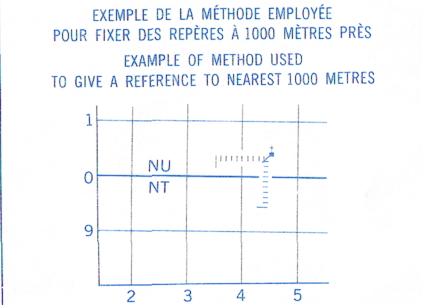 EXEMPLE DE LA MÉTHODE EMPLOYÉE
POUR FIXER DES REPÈRES À 1000 MÈTRES PRÈS
EXAMPLE OF METHOD USED
TO GIVE A REFERENCE TO NEAREST 1000 METRES
1
NU
0
NT
9
2 3 4 5